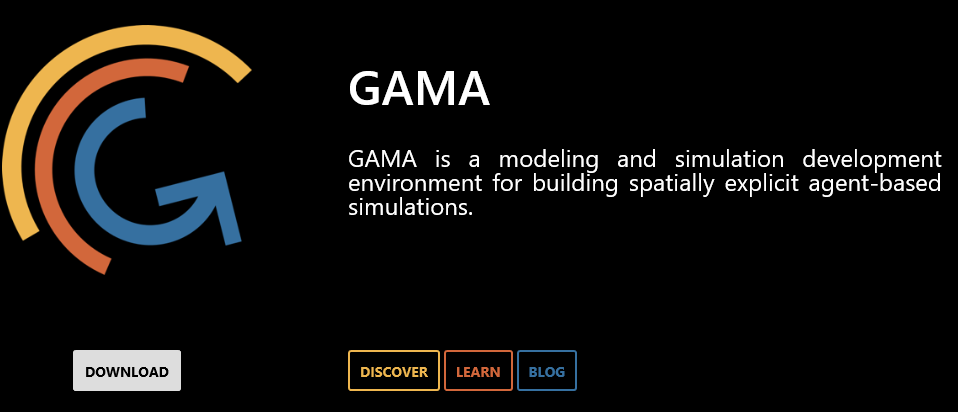 GAMA
GAMA is a modeling and simulation development
environment for building spatially explicit agent-based
simulations.
DOWNLOAD
DISCOVER
LEARN
BLOG